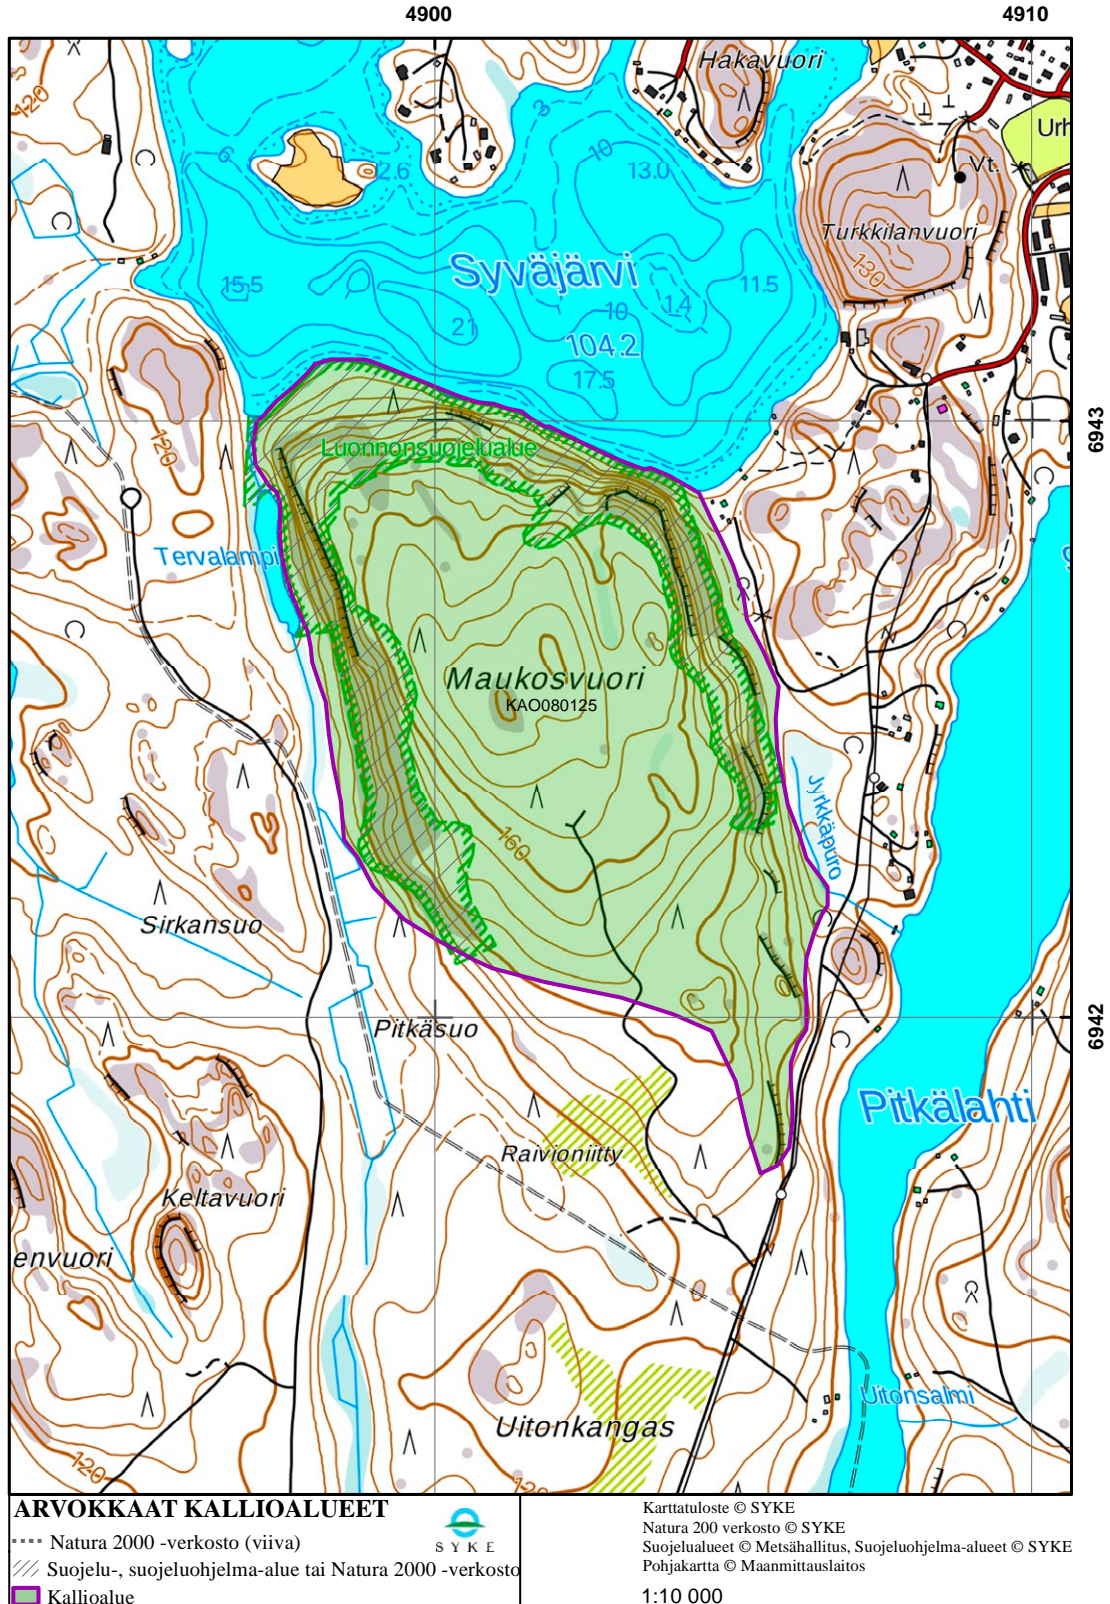 4900
4910
120
Hakavuori
3
6
10
2.6
13.0
Urh
Vt.
Turkkilanvuori
130
Syväjärvi
15.5
11.5
1.4
10
21
104.2
17.5
6943
120
Luonnonsuojelualue
Tervalampi
Maukosvuori
KAO080125
Jyrkkäpuro
160
Sirkansuo
Pitkäsuo
6942
Pitkälahti
Raivioniitty
Keltavuori
envuori
Uitonsalmi
Uitonkangas
120
120
ARVOKKAAT KALLIOALUEET
SYKE
Natura 2000 -verkosto (viiva)
Suojelu-, suojeluohjelma-alue tai Natura 2000 -verkosto
Kallioalue
Karttatuloste © SYKE
Natura 200 verkosto © SYKE
Suojelualueet © Metsähallitus, Suojeluohjelma-alueet © SYKE
Pohjakartta © Maanmittauslaitos
1:10 000